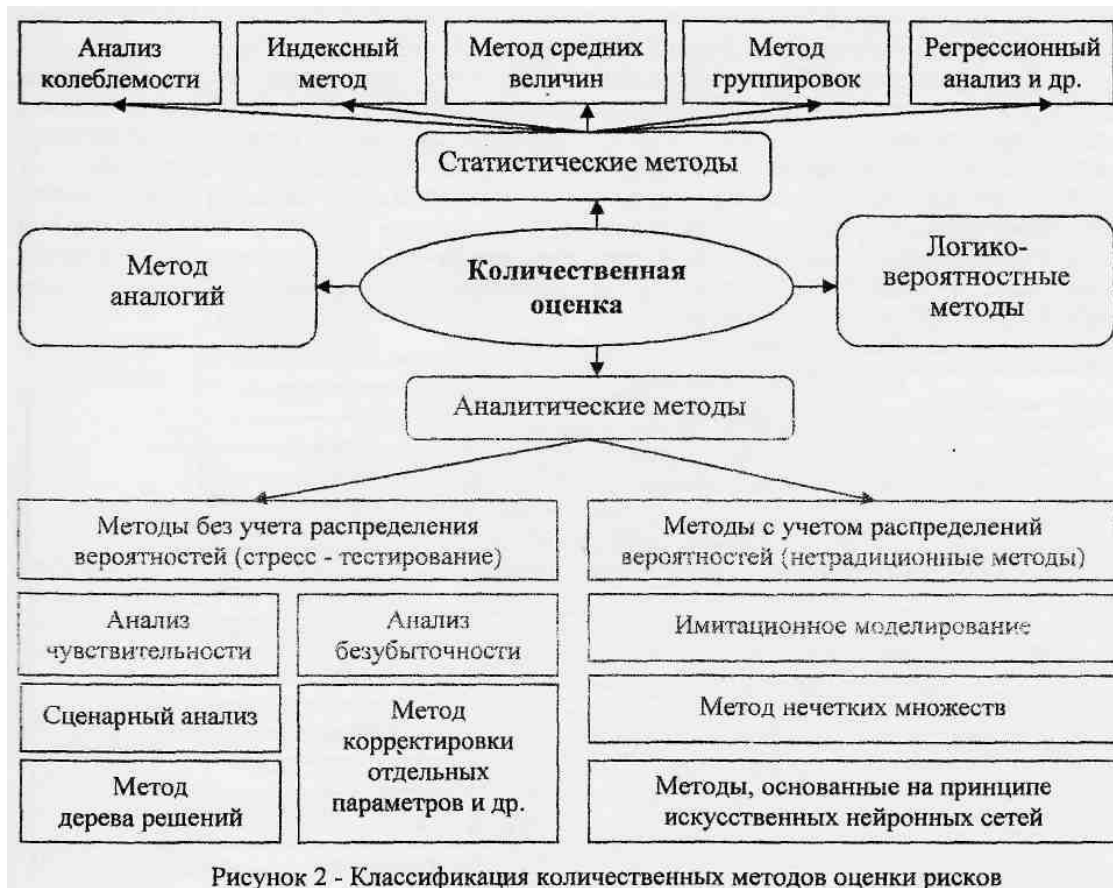 Анализ
колеблемости
Индексный
метод
Метод средних
величин
Метод
группировок
Регрессионный
анализ и др.
Статистические методы
Метод
аналогий
Количественная
оценка
Логико-
вероятностные
методы
Аналитические методы
Методы без учета распределения
вероятностей (стресс - тестирование)
Методы с учетом распределений
вероятностей (нетрадиционные методы)
Анализ
чувствительности
Анализ
безубыточности
Имитационное моделирование
Сценарный анализ
Метод
корректировки
отдельных
параметров и др.
Метод нечетких множеств
Метод
дерева решений
Методы, основанные на принципе
искусственных нейронных сетей
Рисунок 2 - Классификация количественных методов оценки рисков